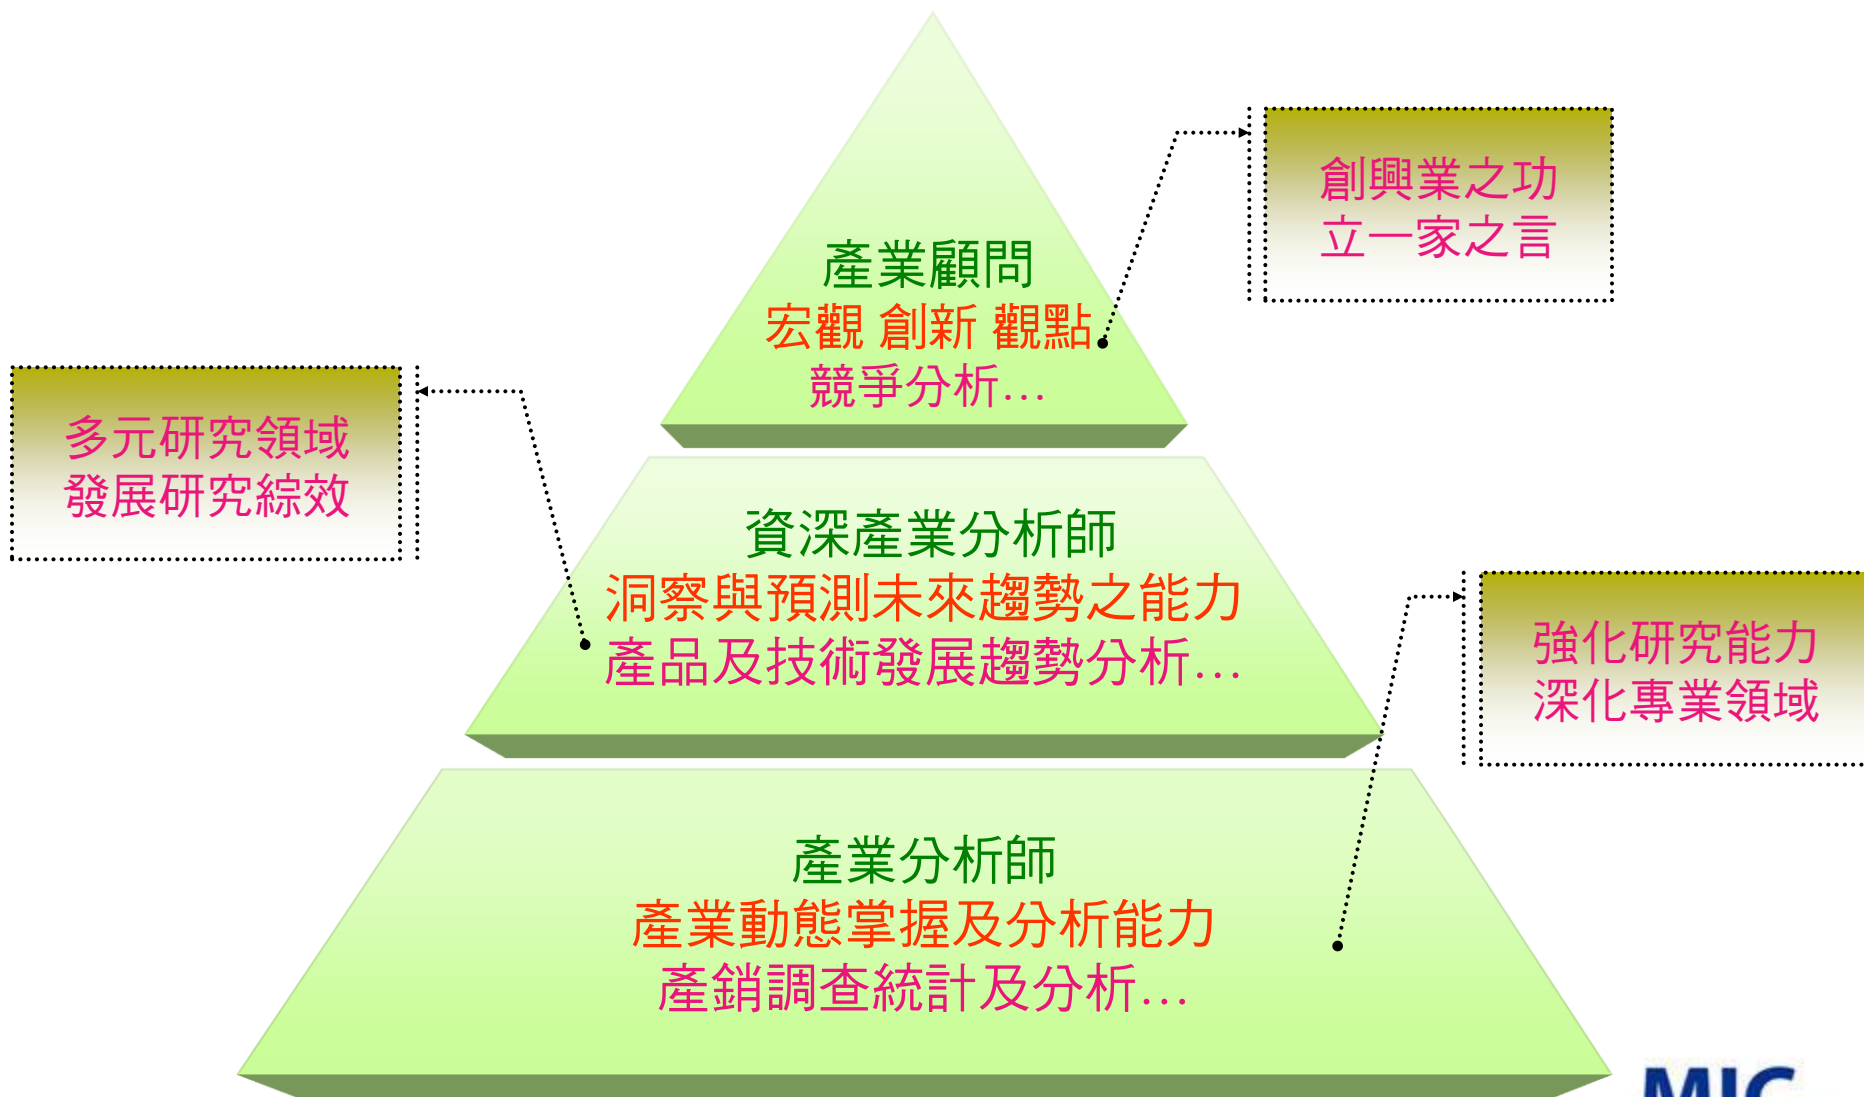 創興業之功
立一家之言
產業顧問
宏觀 創新 觀點
競爭分析…
多元研究領域
發展研究綜效
資深產業分析師
洞察與預測未來趨勢之能力
產品及技術發展趨勢分析…
強化研究能力
深化專業領域
產業分析師
產業動態掌握及分析能力
產銷調查統計及分析…
MIC